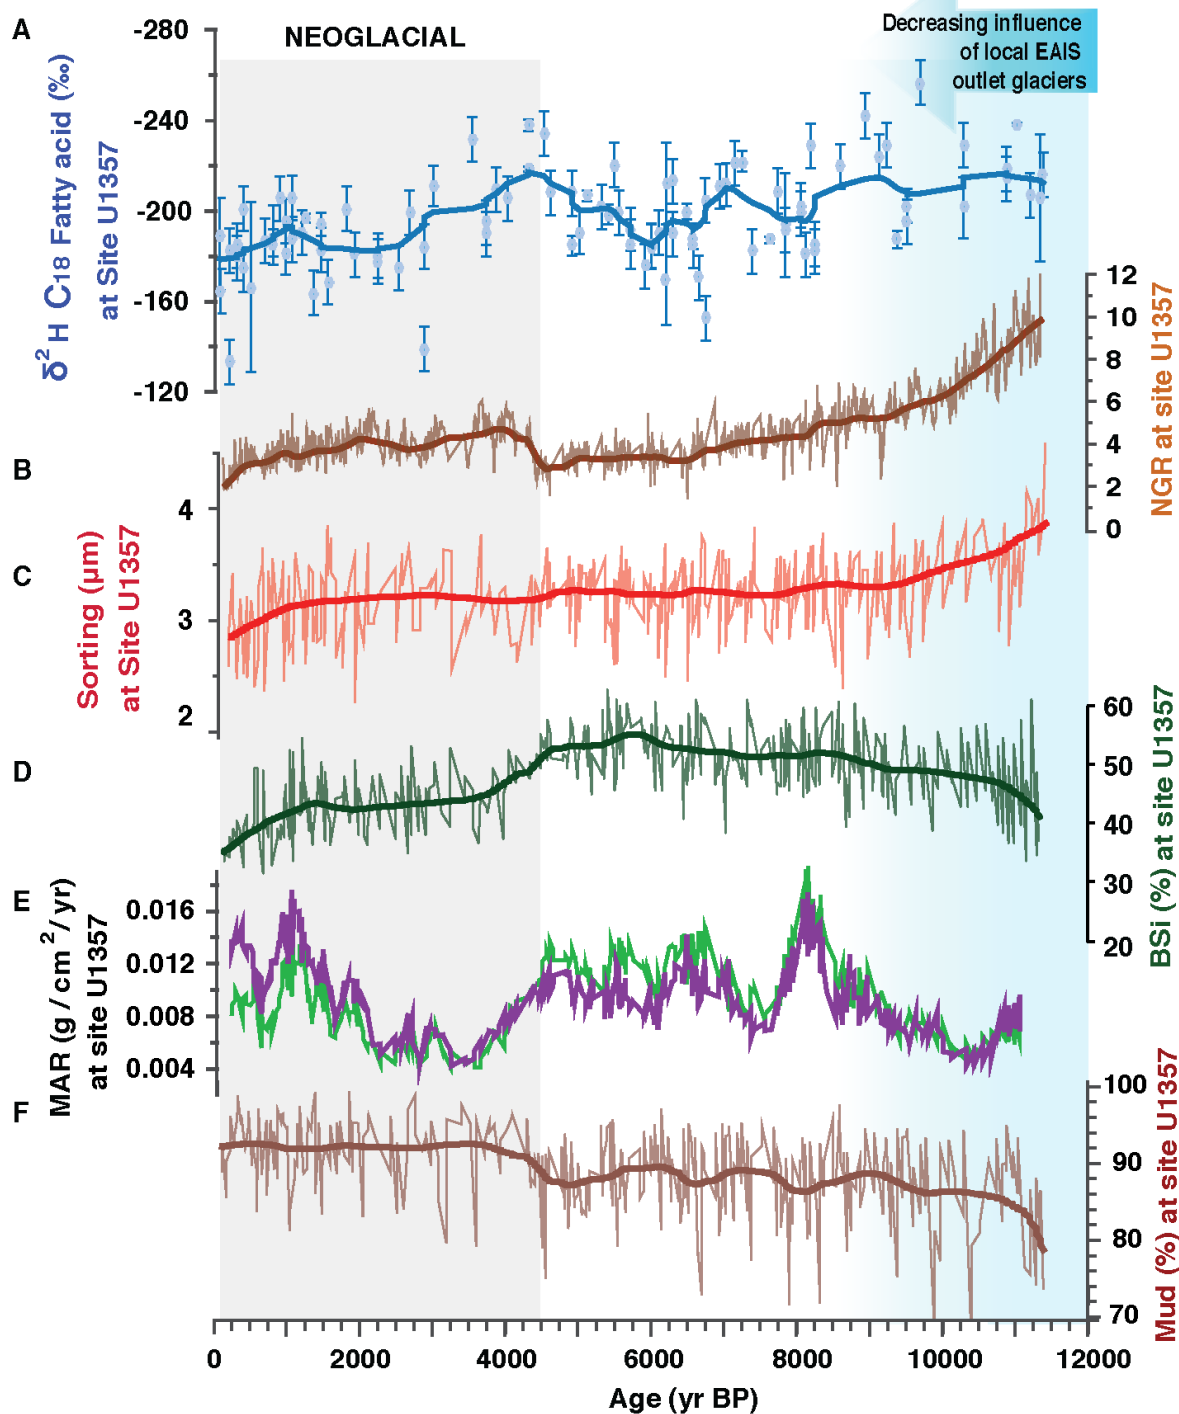 A
-280
-240
-200
-160
-120
δ² H C18 Fatty acid (‰)
at Site U1357
NEOGLACIAL
Decreasing influence
of local EAIS
outlet glaciers
B
12
10
8
6
4
2
0
NGR at site U1357
C
4
3
2
Sorting (µm)
at Site U1357
D
60
50
40
30
20
BSi (%) at site U1357
E
0.016
0.012
0.008
0.004
MAR (g/cm²/yr)
at site U1357
F
100
90
80
70
Mud (%) at site U1357
0 2000 4000 6000 8000 10000 12000
Age (yr BP)